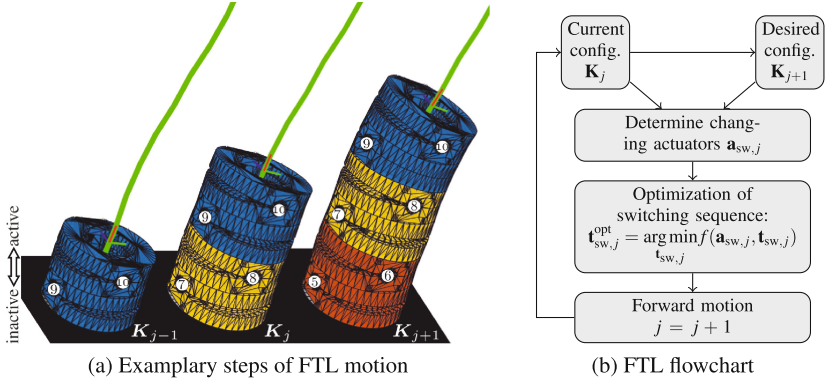 inactive
active
9
10
K_{j-1}
9
10
7
8
K_j
9
10
7
8
5
6
K_{j+1}
(a) Examplary steps of FTL motion
Current
config.
K_j
Desired
config.
K_{j+1}
Determine chang-
ing actuators a_{sw,j}
Optimization of
switching sequence:
t^{opt}_{sw,j} = arg min f(a_{sw,j}, t_{sw,j})
t_{sw,j}
Forward motion
j = j + 1
(b) FTL flowchart